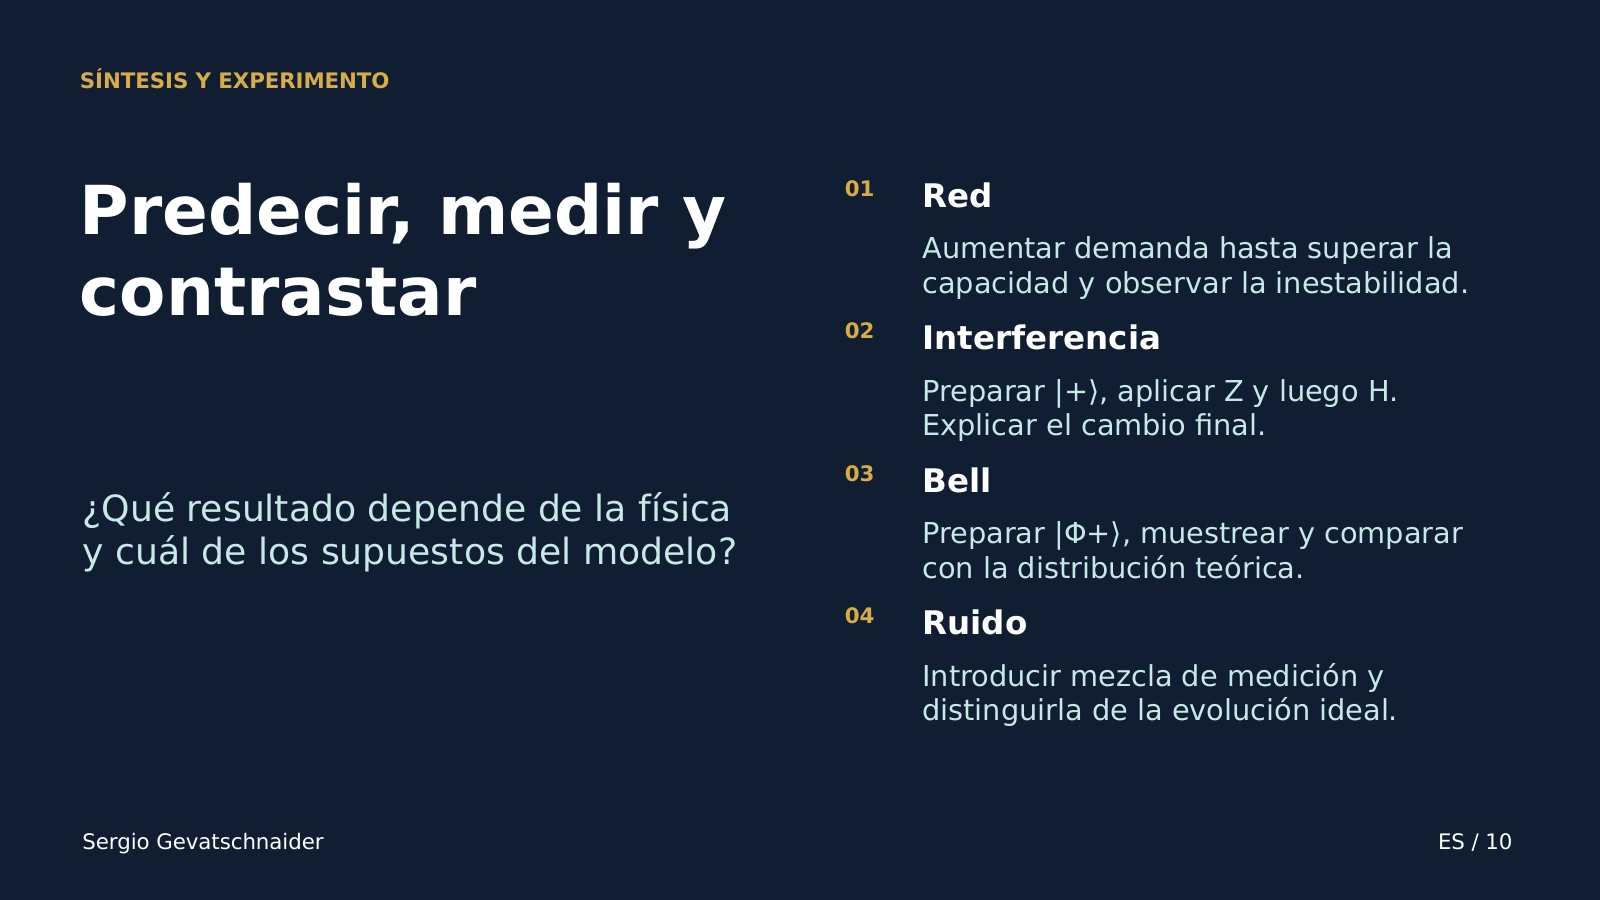 SÍNTESIS Y EXPERIMENTO
Predecir, medir y
contrastar
¿Qué resultado depende de la física
y cuál de los supuestos del modelo?
01
Red
Aumentar demanda hasta superar la
capacidad y observar la inestabilidad.
02
Interferencia
Preparar |+⟩, aplicar Z y luego H.
Explicar el cambio final.
03
Bell
Preparar |Φ+⟩, muestrear y comparar
con la distribución teórica.
04
Ruido
Introducir mezcla de medición y
distinguirla de la evolución ideal.
Sergio Gevatschnaider
ES / 10